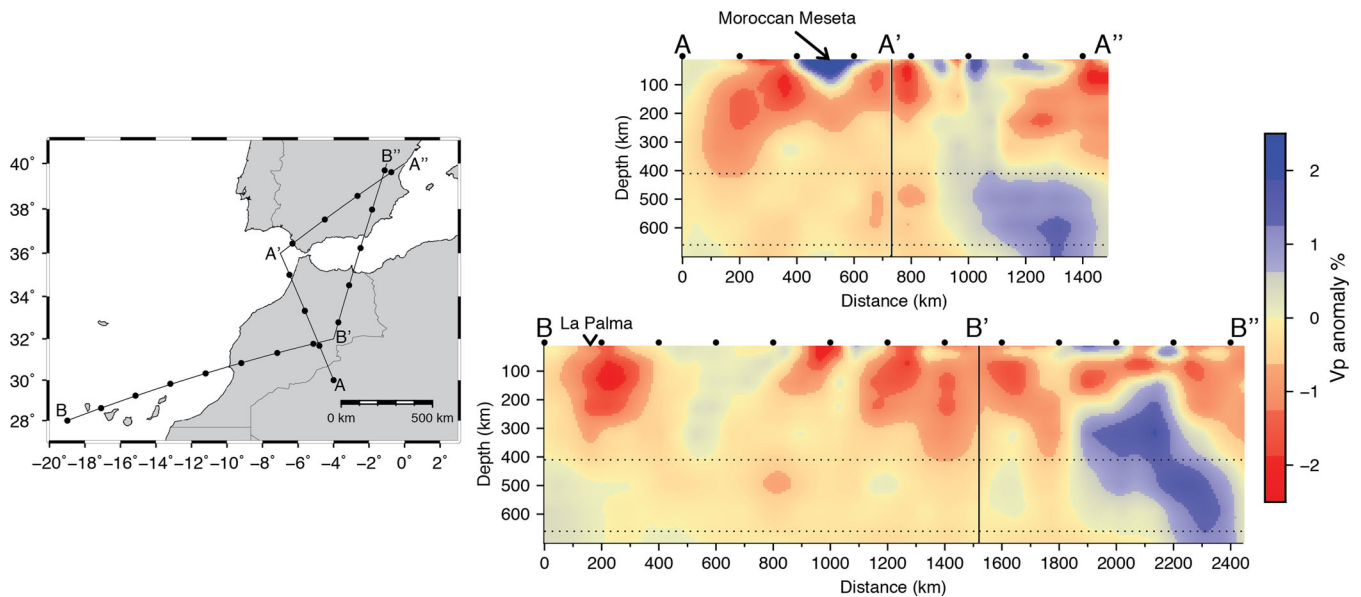 Moroccan Meseta
A A' A''
100
200
300
400
500
600
Depth (km)
0 200 400 600 800 1000 1200 1400
Distance (km)
40°
38°
36°
34°
32°
30°
28°
B''
A''
A'
B'
A
B
0 km 500 km
−20° −18° −16° −14° −12° −10° −8° −6° −4° −2° 0° 2°
B La Palma B' B''
100
200
300
400
500
600
Depth (km)
0 200 400 600 800 1000 1200 1400 1600 1800 2000 2200 2400
Distance (km)
2
1
0
−1
−2
Vp anomaly %